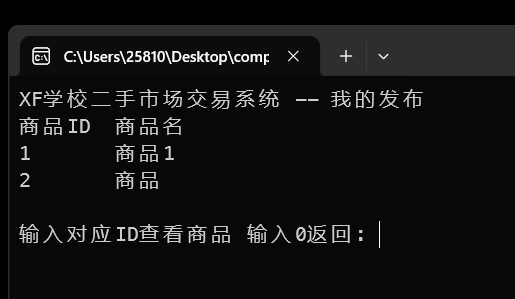 C:\Users\25810\Desktop\comp
XF学校二手市场交易系统 -- 我的发布
商品ID 商品名
1 商品1
2 商品
输入对应ID查看商品 输入0返回: